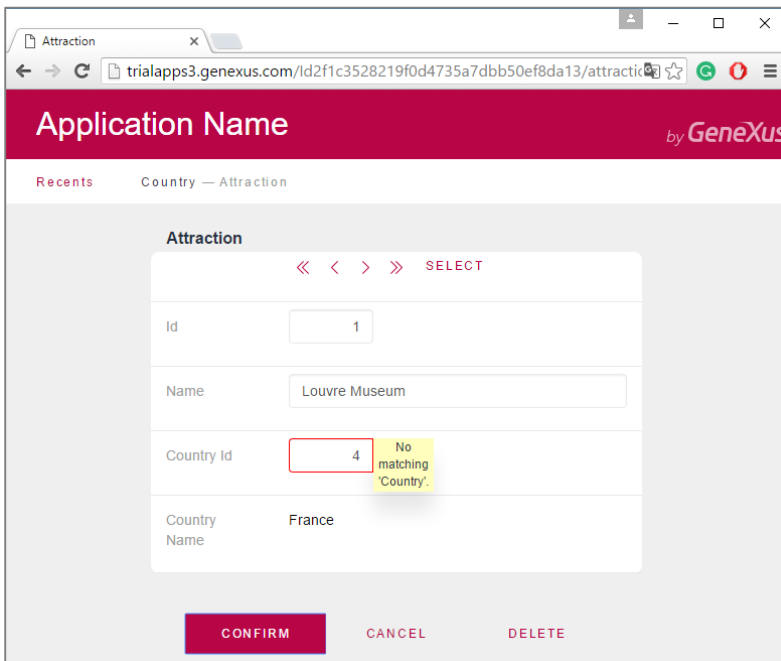 Attraction
trialapps3.genexus.com/Id2f1c3528219f0d4735a7dbb50ef8da13/attractic
Application Name
by GeneXus
Recents Country — Attraction
Attraction
SELECT
Id 1
Name Louvre Museum
Country Id 4
No
matching
'Country'.
Country
Name
France
CONFIRM CANCEL DELETE